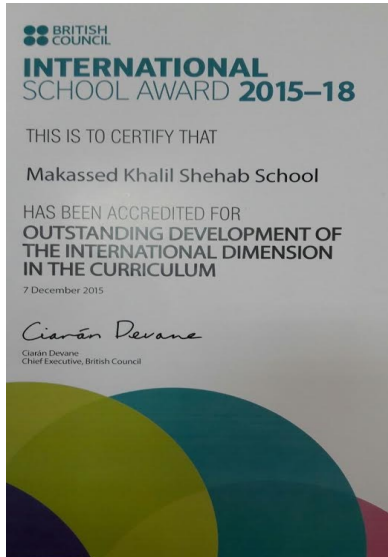 BRITISH
COUNCIL
INTERNATIONAL
SCHOOL AWARD 2015–18
THIS IS TO CERTIFY THAT
Makassed Khalil Shehab School
HAS BEEN ACCREDITED FOR
OUTSTANDING DEVELOPMENT OF
THE INTERNATIONAL DIMENSION
IN THE CURRICULUM
7 December 2015
Ciarán Devane
Ciarán Devane
Chief Executive, British Council